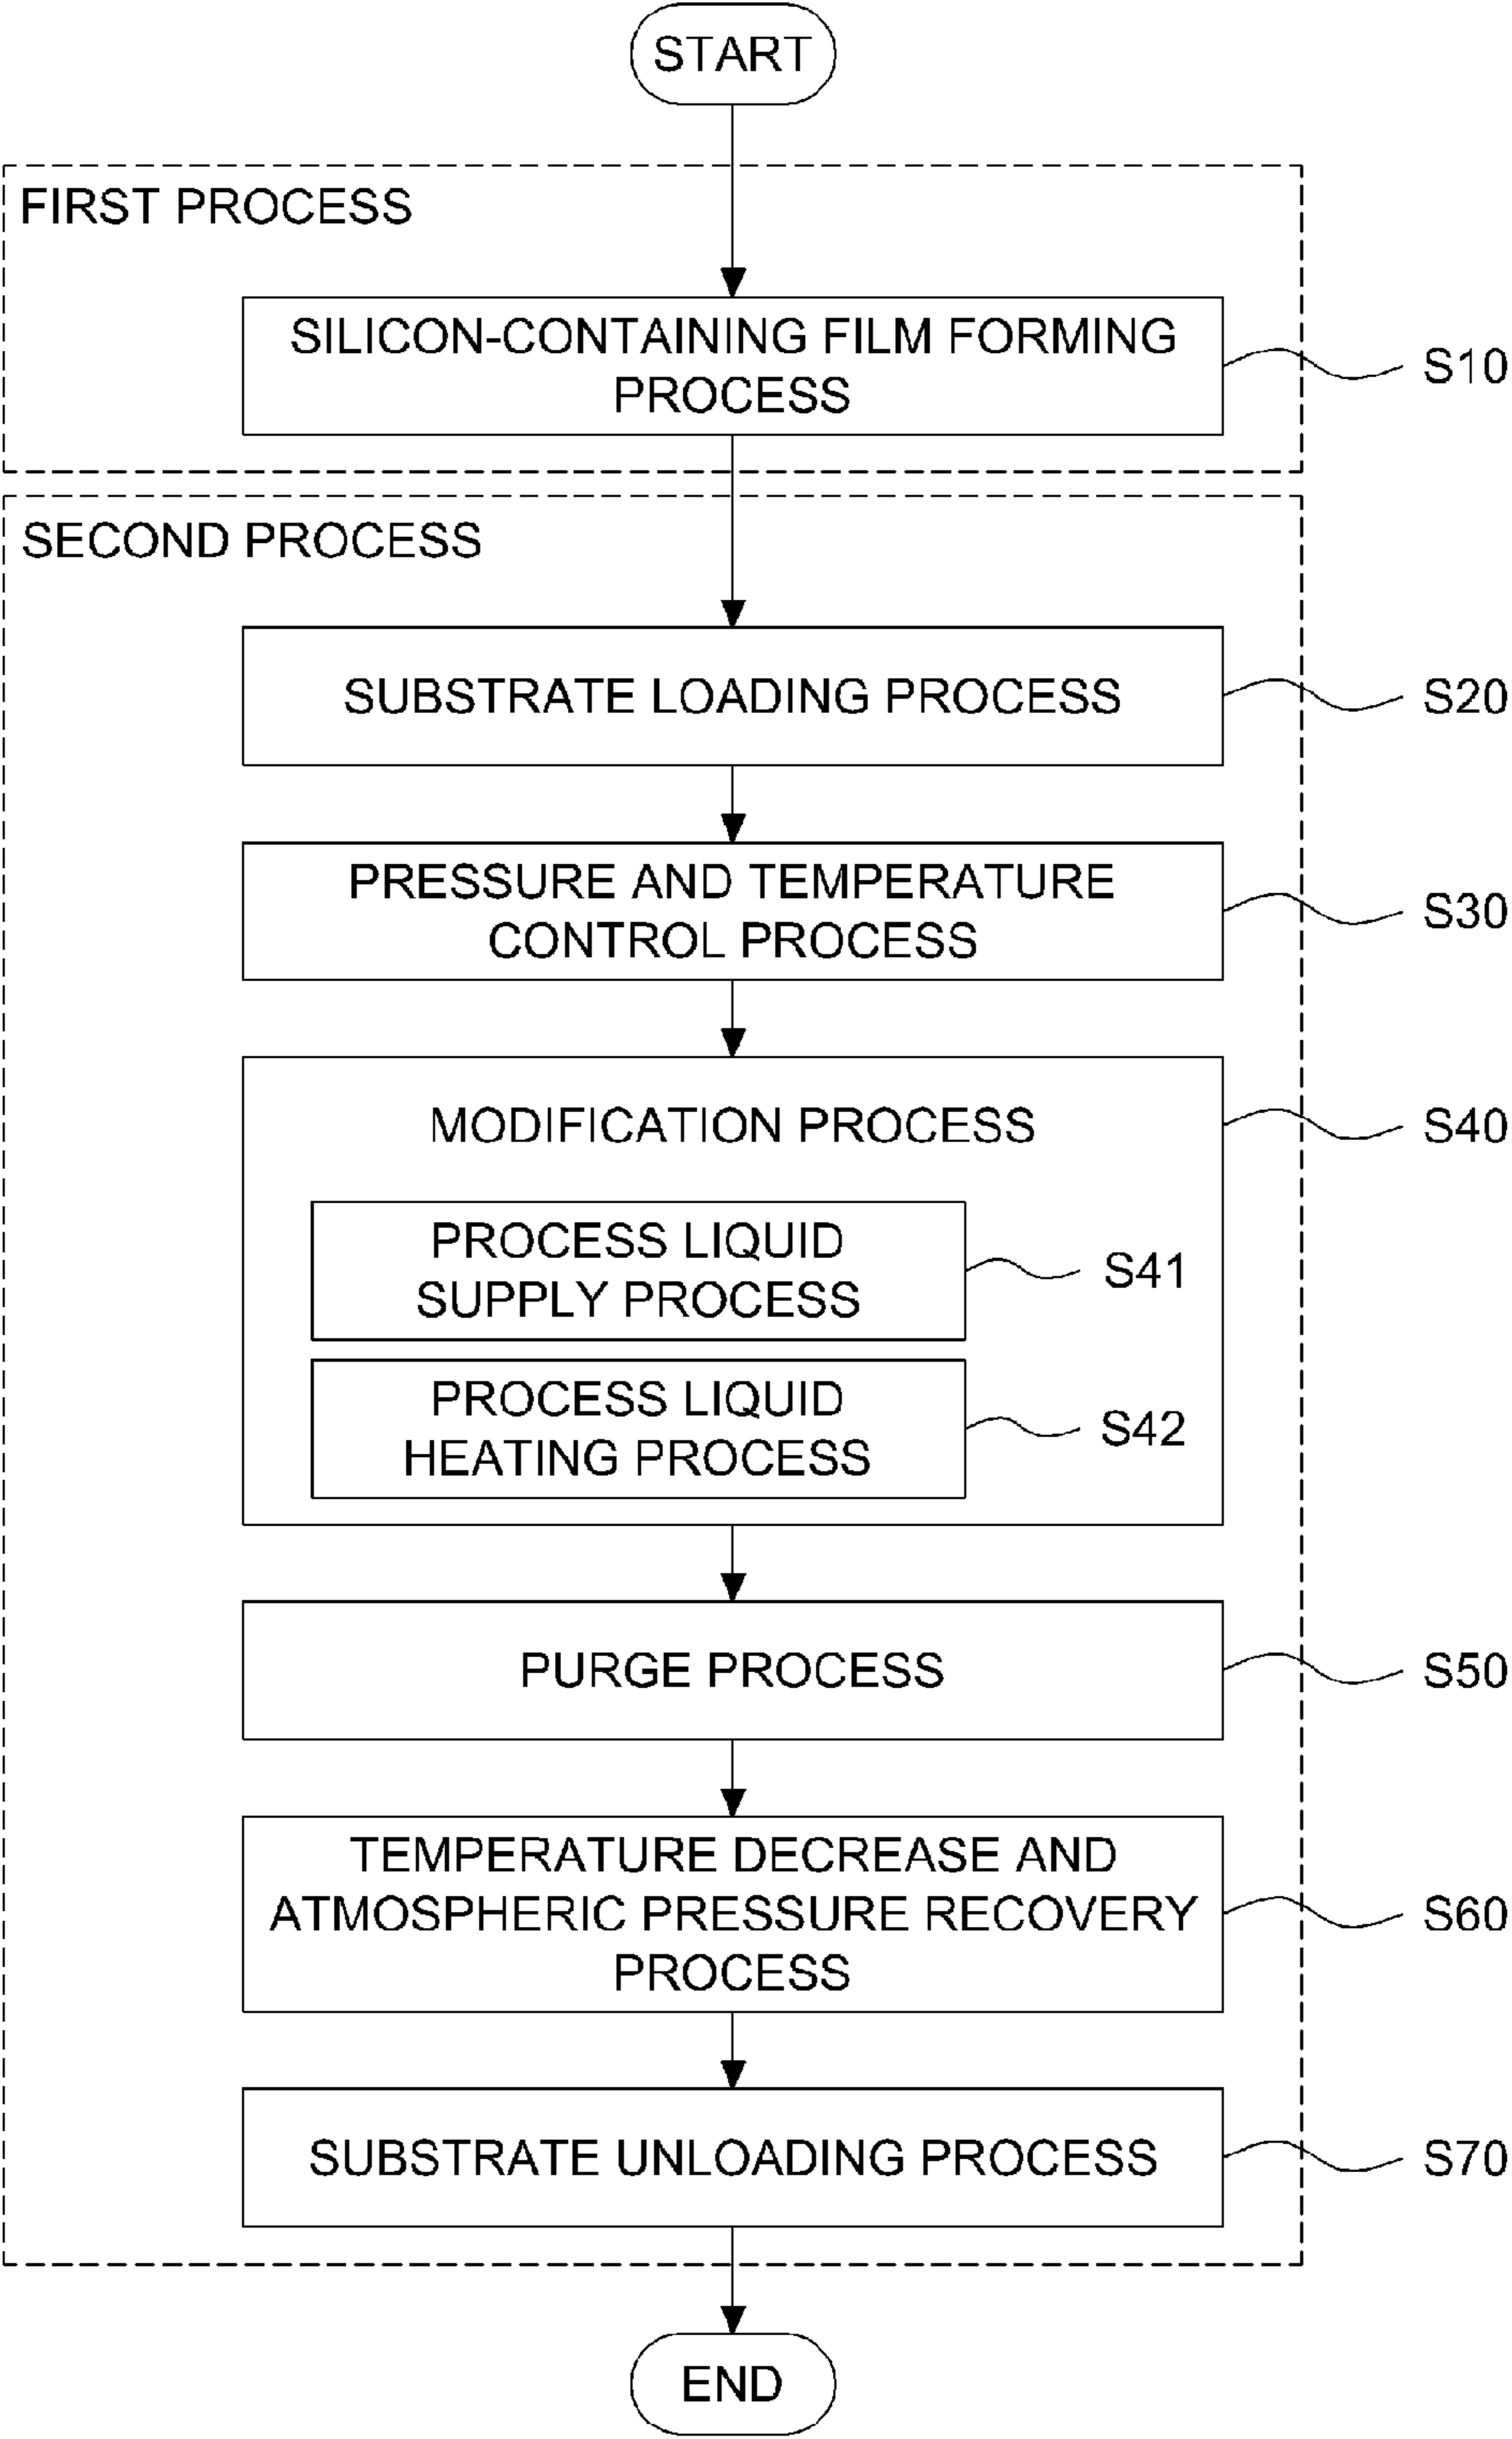 START
FIRST PROCESS
SILICON-CONTAINING FILM FORMING
PROCESS
S10
SECOND PROCESS
SUBSTRATE LOADING PROCESS
S20
PRESSURE AND TEMPERATURE
CONTROL PROCESS
S30
MODIFICATION PROCESS
S40
PROCESS LIQUID
SUPPLY PROCESS
S41
PROCESS LIQUID
HEATING PROCESS
S42
PURGE PROCESS
S50
TEMPERATURE DECREASE AND
ATMOSPHERIC PRESSURE RECOVERY
PROCESS
S60
SUBSTRATE UNLOADING PROCESS
S70
END